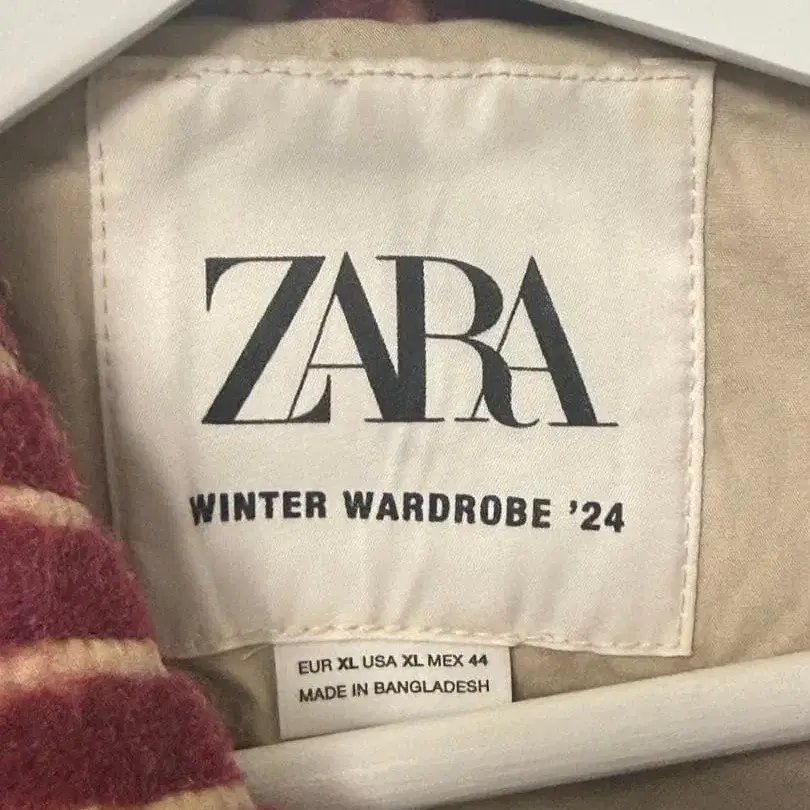 ZARA
WINTER WARDROBE '24
EUR XL USA XL MEX 44
MADE IN BANGLADESH